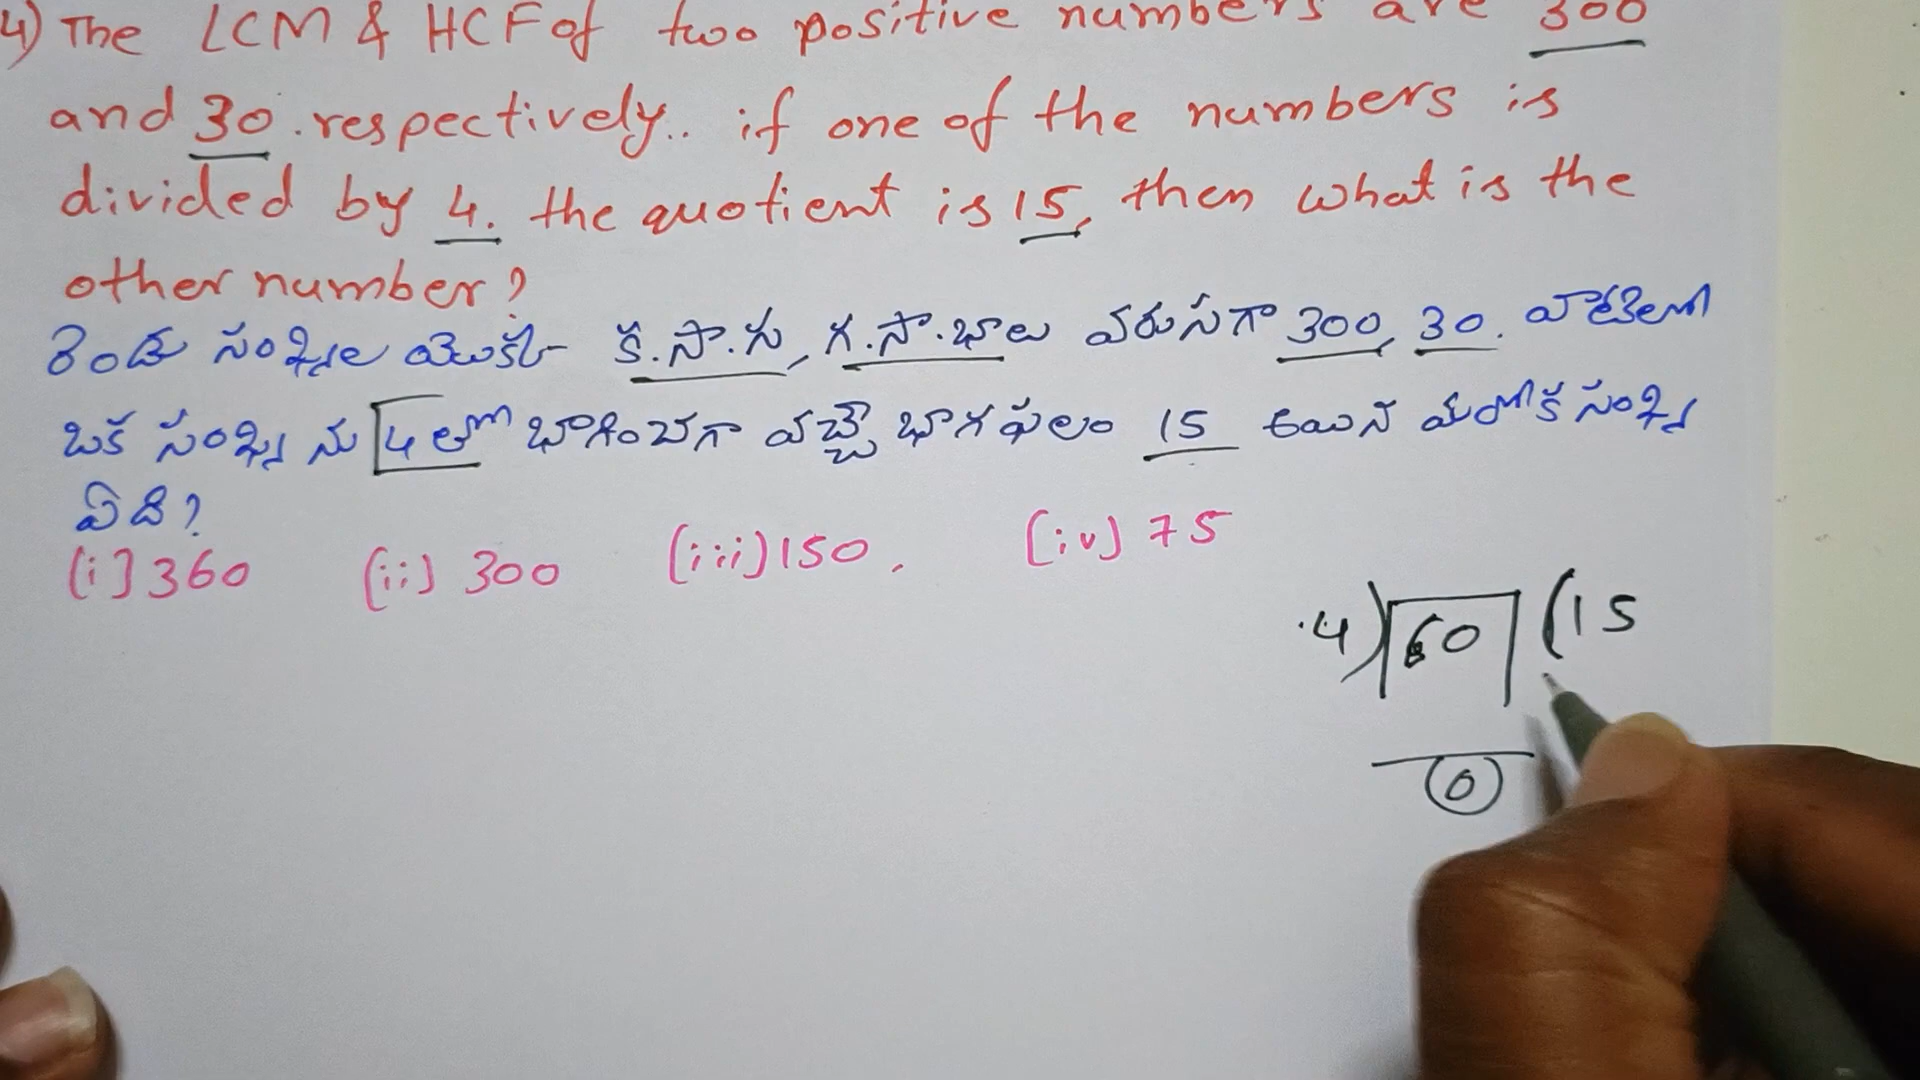 4) The LCM & HCF of two positive numbers are 300
and 30. respectively.. if one of the numbers is
divided by 4. the quotient is 15, then what is the
other number?
రెండు సంఖ్యల యొక్క క.సా.గు, గ.సా.భాలు వరుసగా 300, 30. వాటిలో
ఒక సంఖ్య ను 4 తో భాగించగా వచ్చే భాగఫలం 15 అయిన మరొక సంఖ్య
ఏది?
(i) 360 (ii) 300 (iii) 150, (iv) 75
4) 60 (15
0